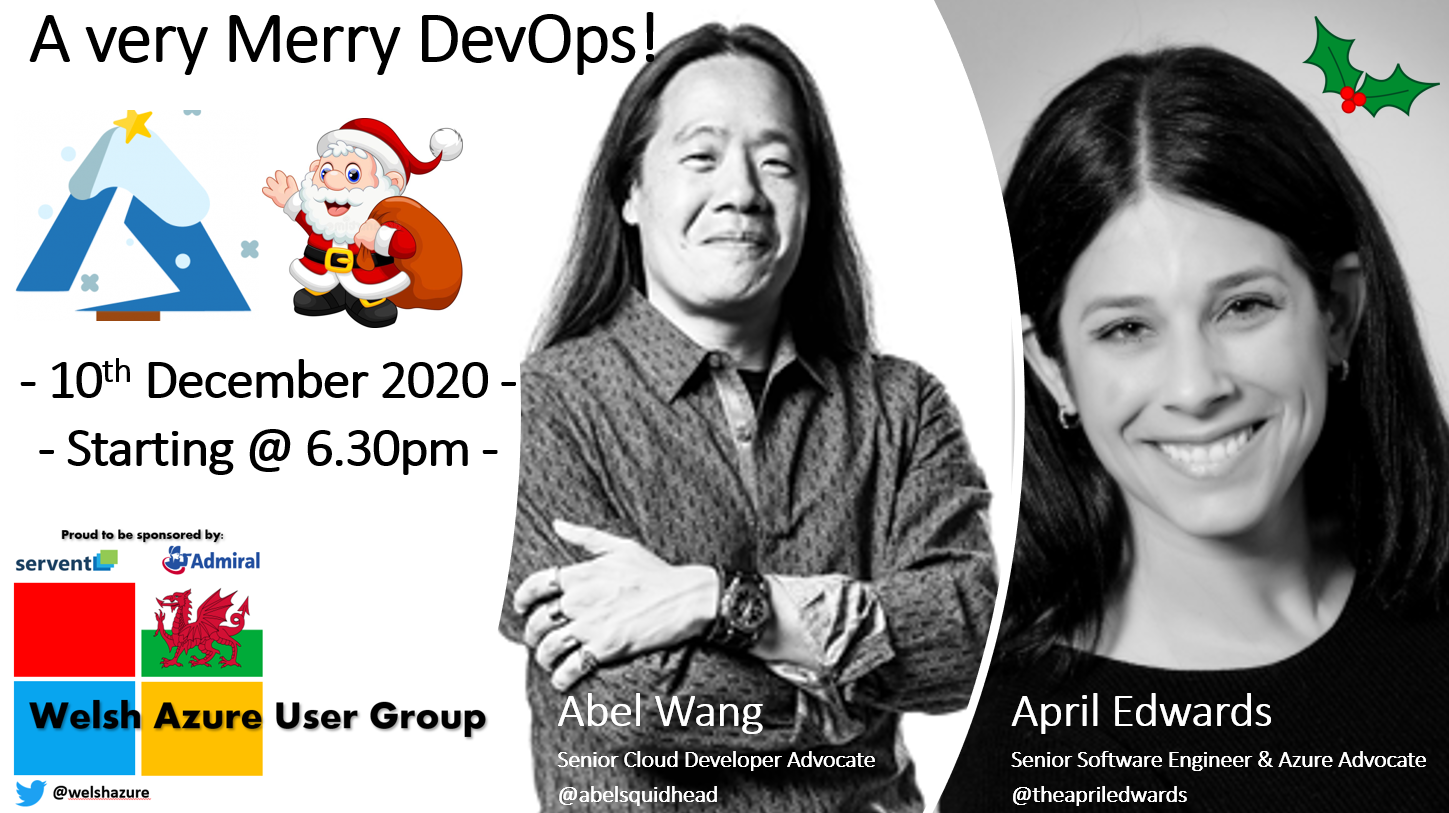 A very Merry DevOps!
- 10th December 2020 -
- Starting @ 6.30pm -
Proud to be sponsored by:
servent
Admiral
Welsh Azure User Group
@welshazure
Abel Wang
Senior Cloud Developer Advocate
@abelsquidhead
April Edwards
Senior Software Engineer & Azure Advocate
@theapriledwards